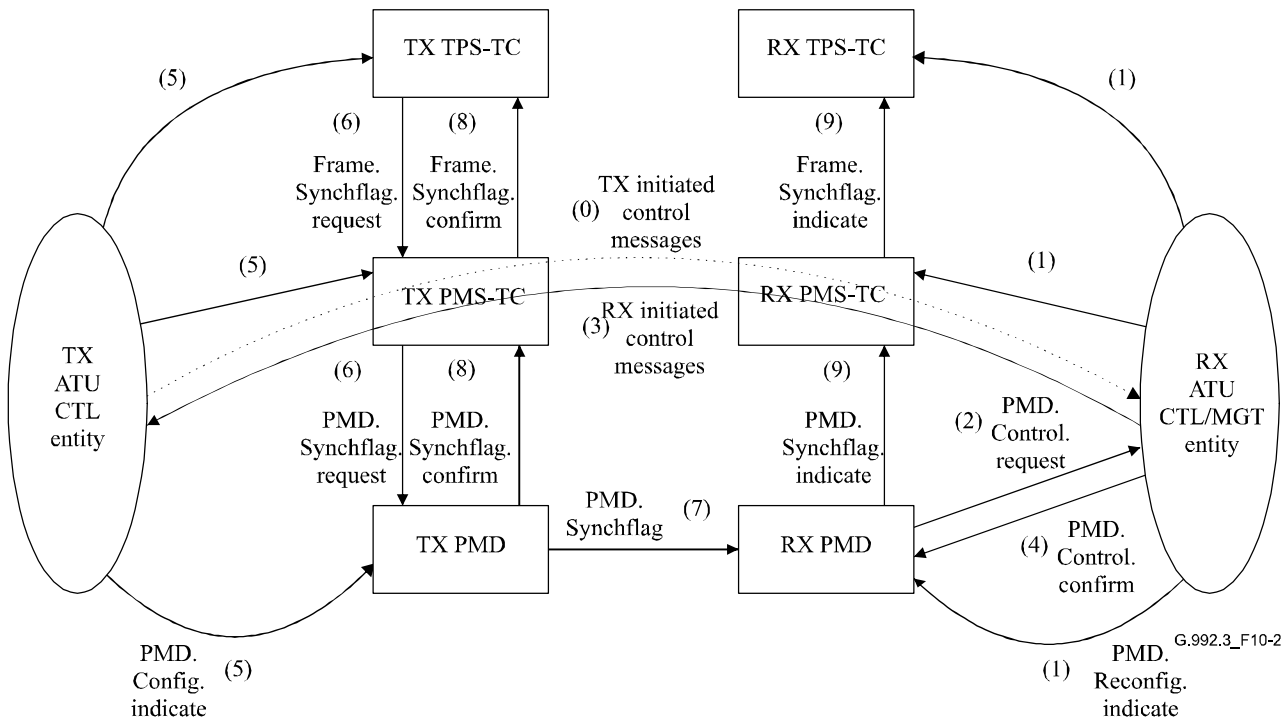 TX TPS-TC
RX TPS-TC
(5)
(1)
(6)
(8)
(9)
Frame.
Synchflag.
request
Frame.
Synchflag.
confirm
(0)
TX initiated
control
messages
Frame.
Synchflag.
indicate
(5)
(1)
TX PMS-TC
RX PMS-TC
(3)
RX initiated
control
messages
TX
ATU
CTL
entity
RX
ATU
CTL/MGT
entity
(6)
(8)
(9)
PMD.
Synchflag.
request
PMD.
Synchflag.
confirm
PMD.
Synchflag.
indicate
(2)
PMD.
Control.
request
PMD.
Synchflag
(7)
TX PMD
RX PMD
(4)
PMD.
Control.
confirm
PMD.
Config.
indicate
(5)
(1)
PMD.
Reconfig.
indicate
G.992.3_F10-2